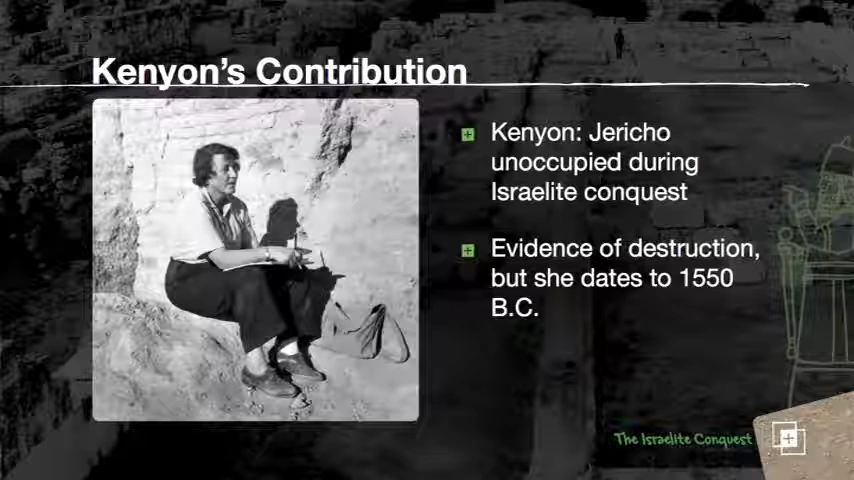 Kenyon's Contribution
Kenyon: Jericho
unoccupied during
Israelite conquest
Evidence of destruction,
but she dates to 1550
B.C.
The Israelite Conquest